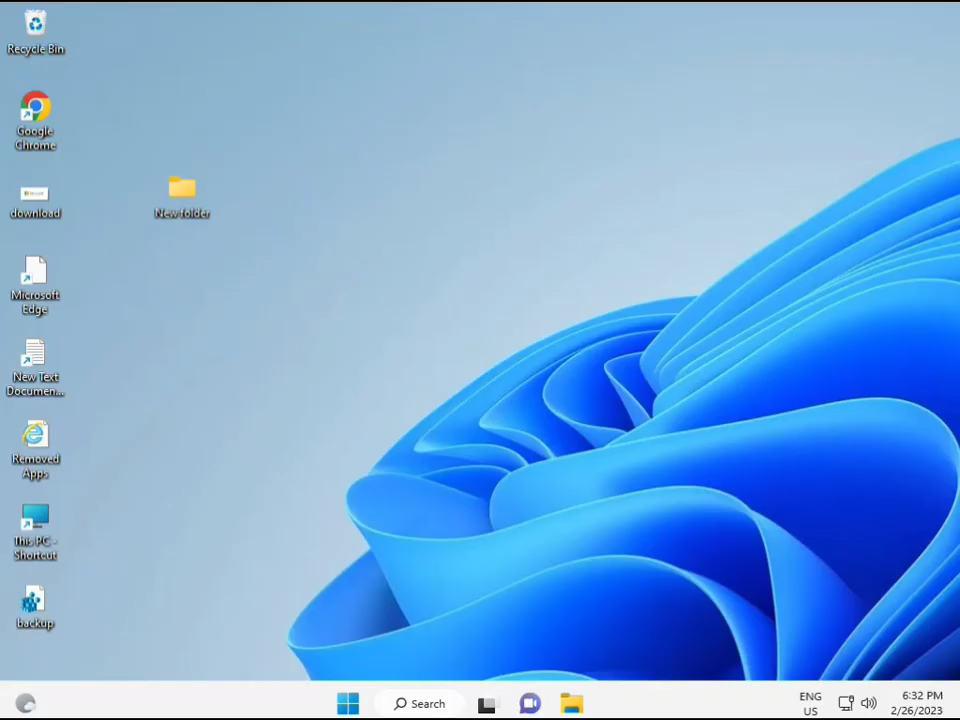 Recycle Bin
Google
Chrome
download
New folder
Microsoft
Edge
New Text
Documen...
Removed
Apps
This PC -
Shortcut
backup
Search
ENG
US
6:32 PM
2/26/2023